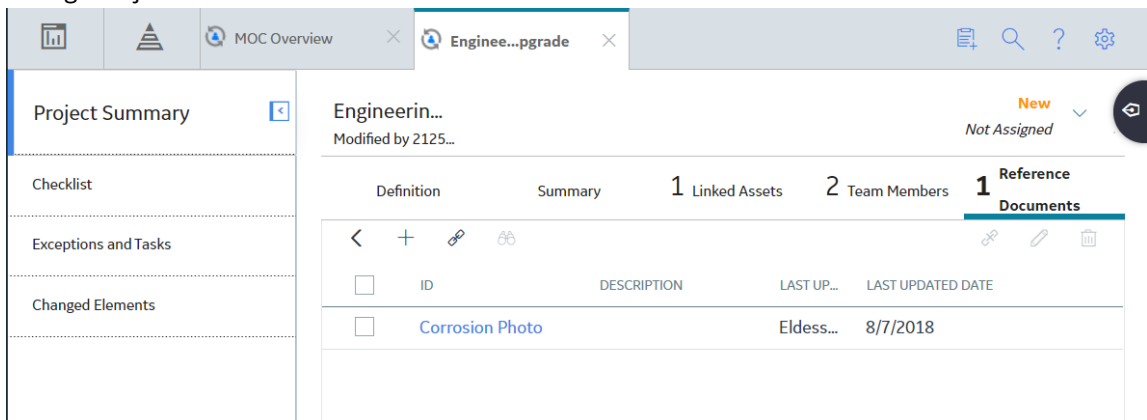 MOC Overview
Enginee...pgrade
Project Summary
Checklist
Exceptions and Tasks
Changed Elements
Engineerin...
Modified by 2125...
New
Not Assigned
Definition
Summary
1 Linked Assets
2 Team Members
1 Reference Documents
ID
DESCRIPTION
LAST UP...
LAST UPDATED DATE
Corrosion Photo
Eldess...
8/7/2018